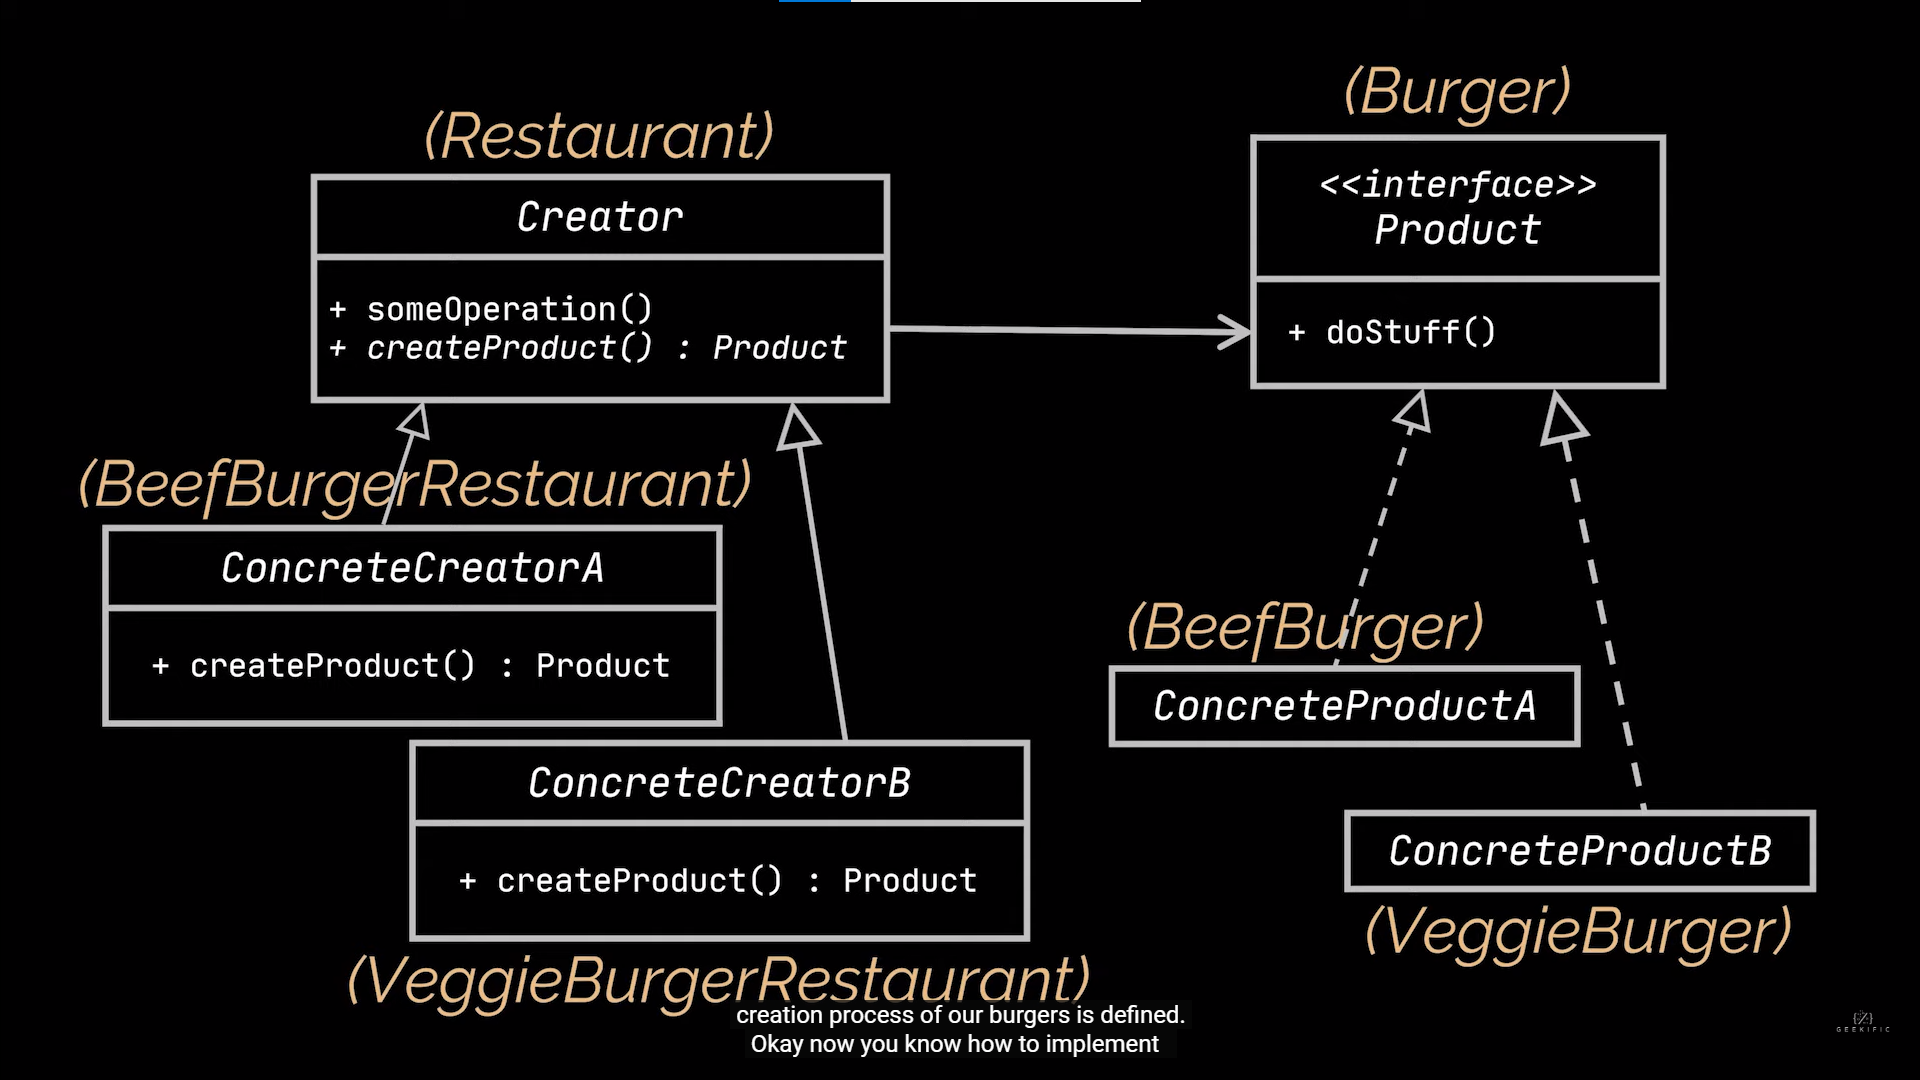 (Restaurant)
Creator
+ someOperation()
+ createProduct() : Product
(Burger)
<<interface>>
Product
+ doStuff()
(BeefBurgerRestaurant)
ConcreteCreatorA
+ createProduct() : Product
ConcreteCreatorB
+ createProduct() : Product
(VeggieBurgerRestaurant)
(BeefBurger)
ConcreteProductA
ConcreteProductB
(VeggieBurger)
creation process of our burgers is defined.
Okay now you know how to implement
GEEKIFIC